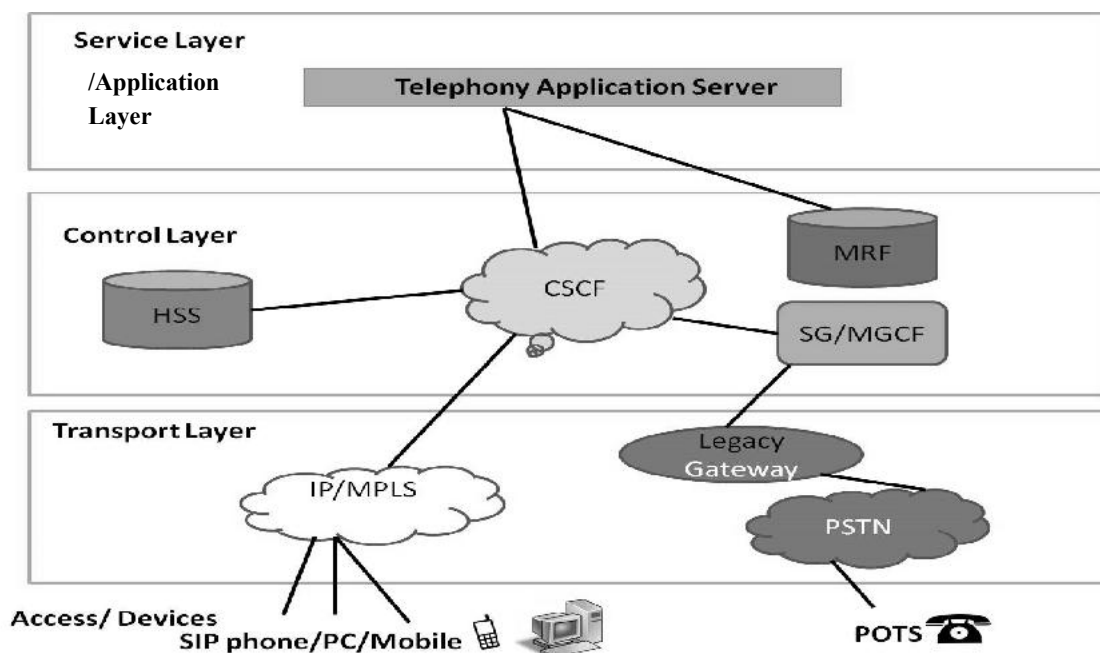 Service Layer
/Application
Layer
Telephony Application Server
Control Layer
MRF
CSCF
HSS
SG/MGCF
Transport Layer
Legacy
Gateway
IP/MPLS
PSTN
Access/ Devices
SIP phone/PC/Mobile
POTS